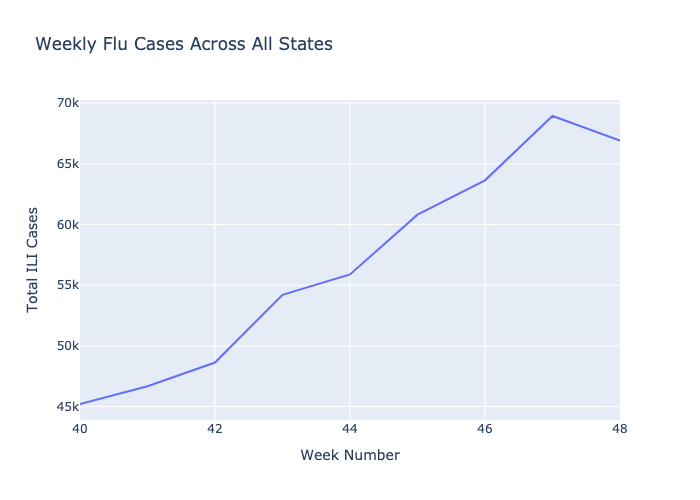 Weekly Flu Cases Across All States
70k
65k
60k
55k
50k
45k
Total ILI Cases
40 42 44 46 48
Week Number